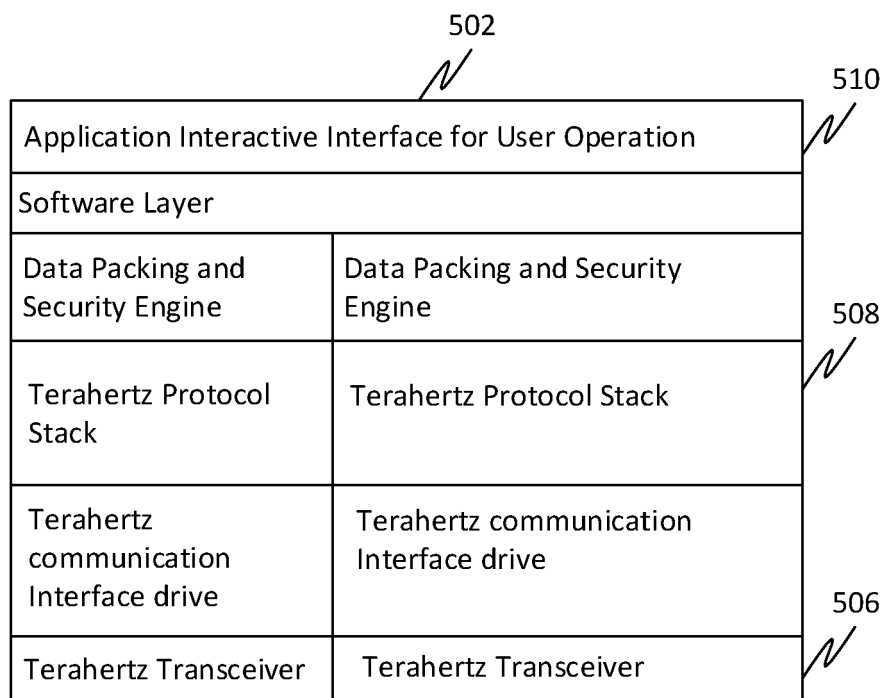 502
510
Application Interactive Interface for User Operation
Software Layer
Data Packing and
Security Engine
Data Packing and Security
Engine
508
Terahertz Protocol
Stack
Terahertz Protocol Stack
Terahertz
communication
Interface drive
Terahertz communication
Interface drive
506
Terahertz Transceiver
Terahertz Transceiver